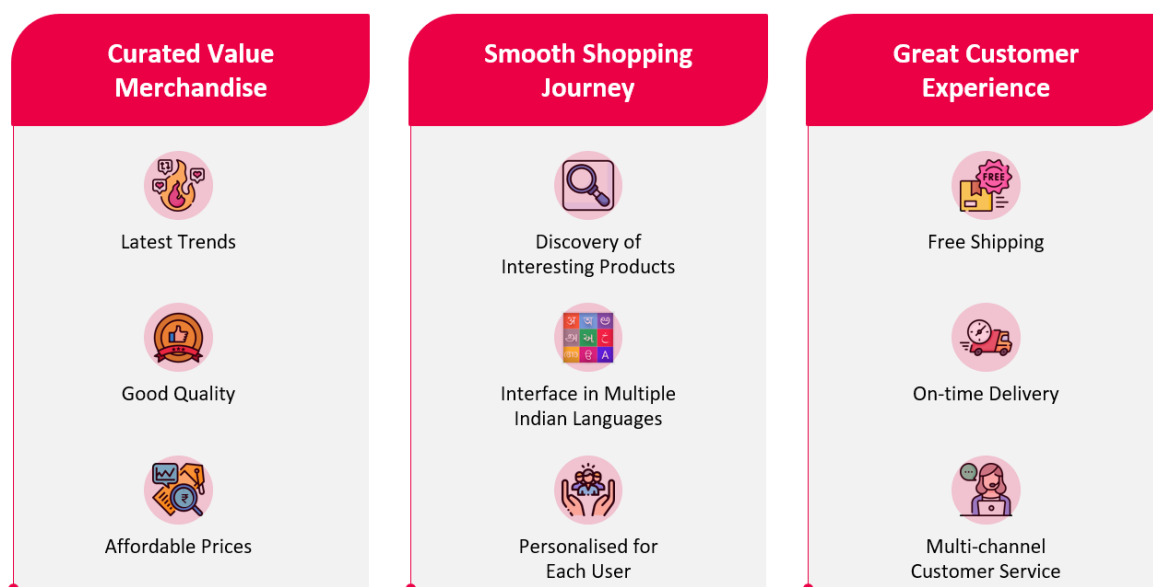 Curated Value
Merchandise
Latest Trends
Good Quality
Affordable Prices
Smooth Shopping
Journey
Discovery of
Interesting Products
अ অ అ
அ અ ت
ഌ ਉ A
Interface in Multiple
Indian Languages
Personalised for
Each User
Great Customer
Experience
FREE
Free Shipping
On-time Delivery
Multi-channel
Customer Service